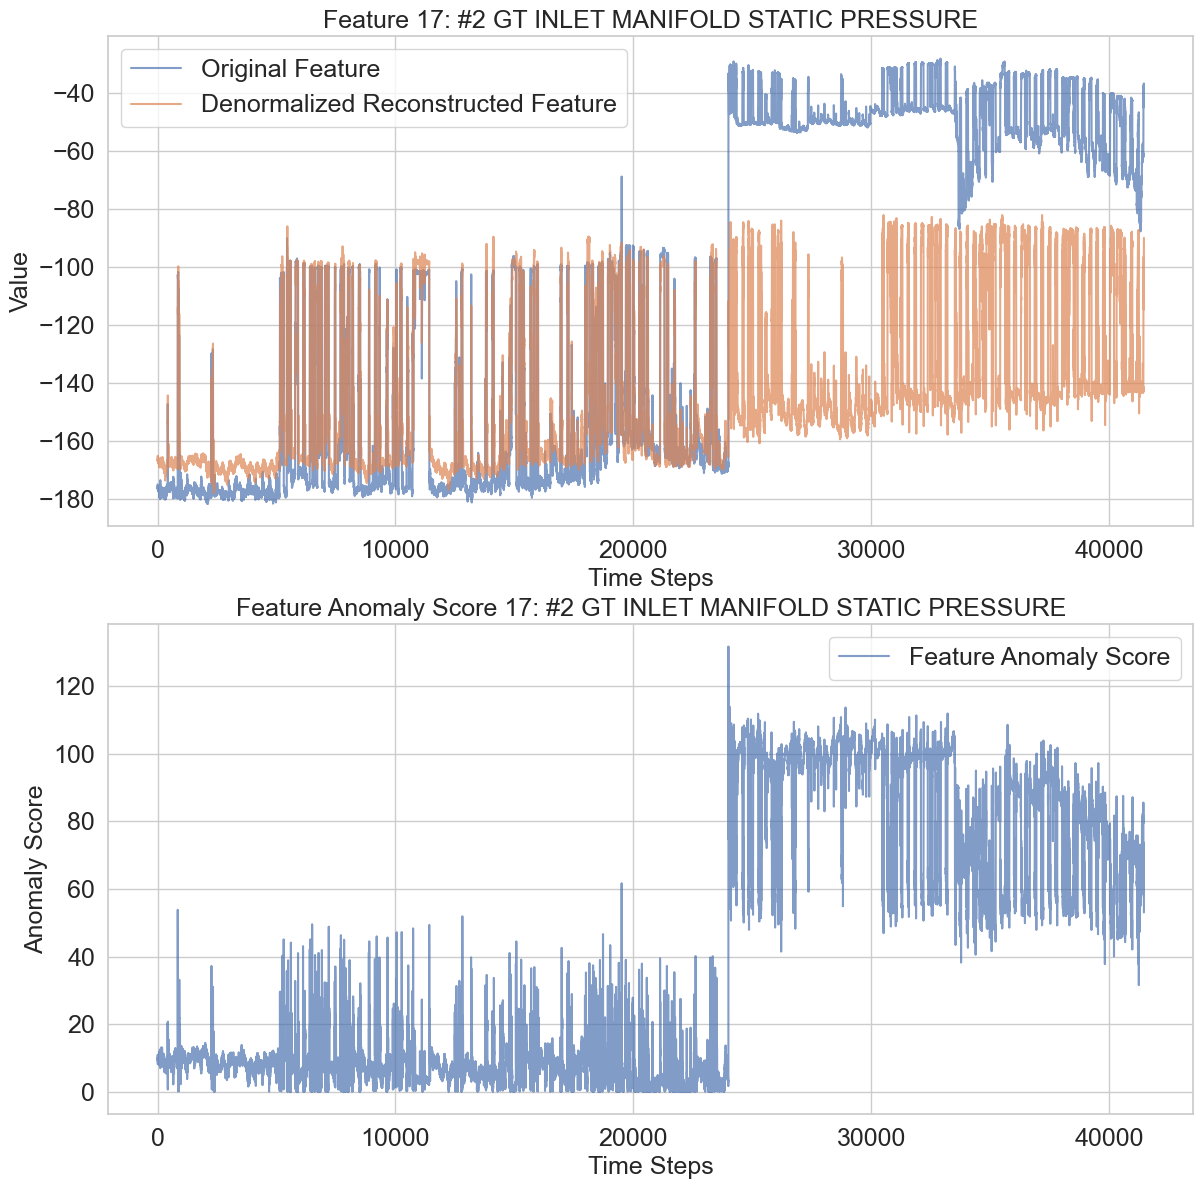 Feature 17: #2 GT INLET MANIFOLD STATIC PRESSURE
Original Feature
Denormalized Reconstructed Feature
Value
−40
−60
−80
−100
−120
−140
−160
−180
0
10000
20000
30000
40000
Time Steps
Feature Anomaly Score 17: #2 GT INLET MANIFOLD STATIC PRESSURE
Feature Anomaly Score
Anomaly Score
120
100
80
60
40
20
0
0
10000
20000
30000
40000
Time Steps